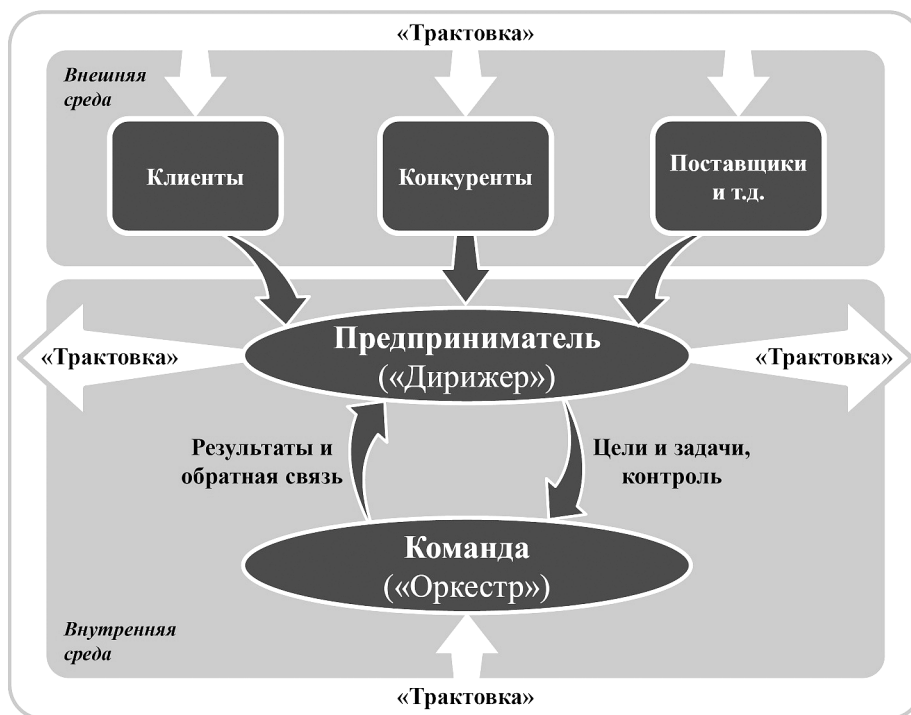 «Трактовка»
Внешняя
среда
Клиенты
Конкуренты
Поставщики
и т.д.
Предприниматель
(«Дирижер»)
«Трактовка»
«Трактовка»
Результаты и
обратная связь
Цели и задачи,
контроль
Команда
(«Оркестр»)
Внутренняя
среда
«Трактовка»